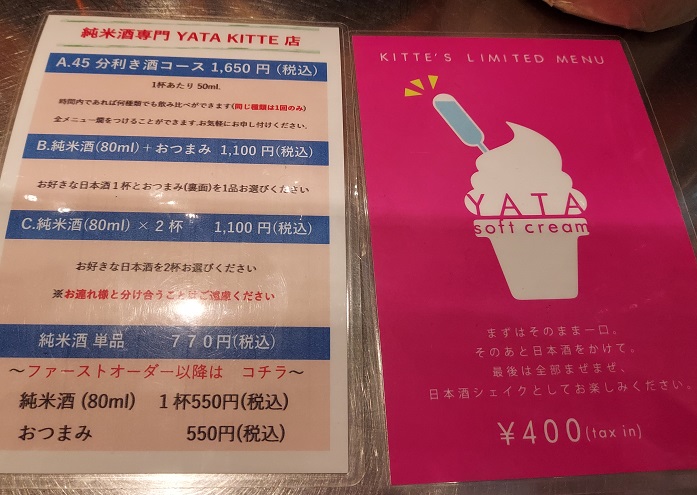 純米酒専門 YATA KITTE 店
A.45 分利き酒コース 1,650 円 (税込)
1杯あたり 50ml.
時間内であれば何種類でも飲み比べができます(同じ種類は1回のみ)
全メニュー燗をつけることができます.お気軽にお申し付けください.
B.純米酒(80ml)+おつまみ 1,100 円(税込)
お好きな日本酒1杯とおつまみ(裏面)を1品お選びください
C.純米酒(80ml) × 2 杯 1,100 円(税込)
お好きな日本酒を2杯お選びください
※お連れ様と分け合うことはご遠慮ください
純米酒 単品 770円(税込)
~ファーストオーダー以降は コチラ~
純米酒 (80ml) 1杯550円(税込)
おつまみ 550円(税込)
KITTE'S LIMITED MENU
YATA
soft cream
まずはそのまま一口。
そのあと日本酒をかけて。
最後は全部まぜまぜ、
日本酒シェイクとしてお楽しみください。
¥400(tax in)